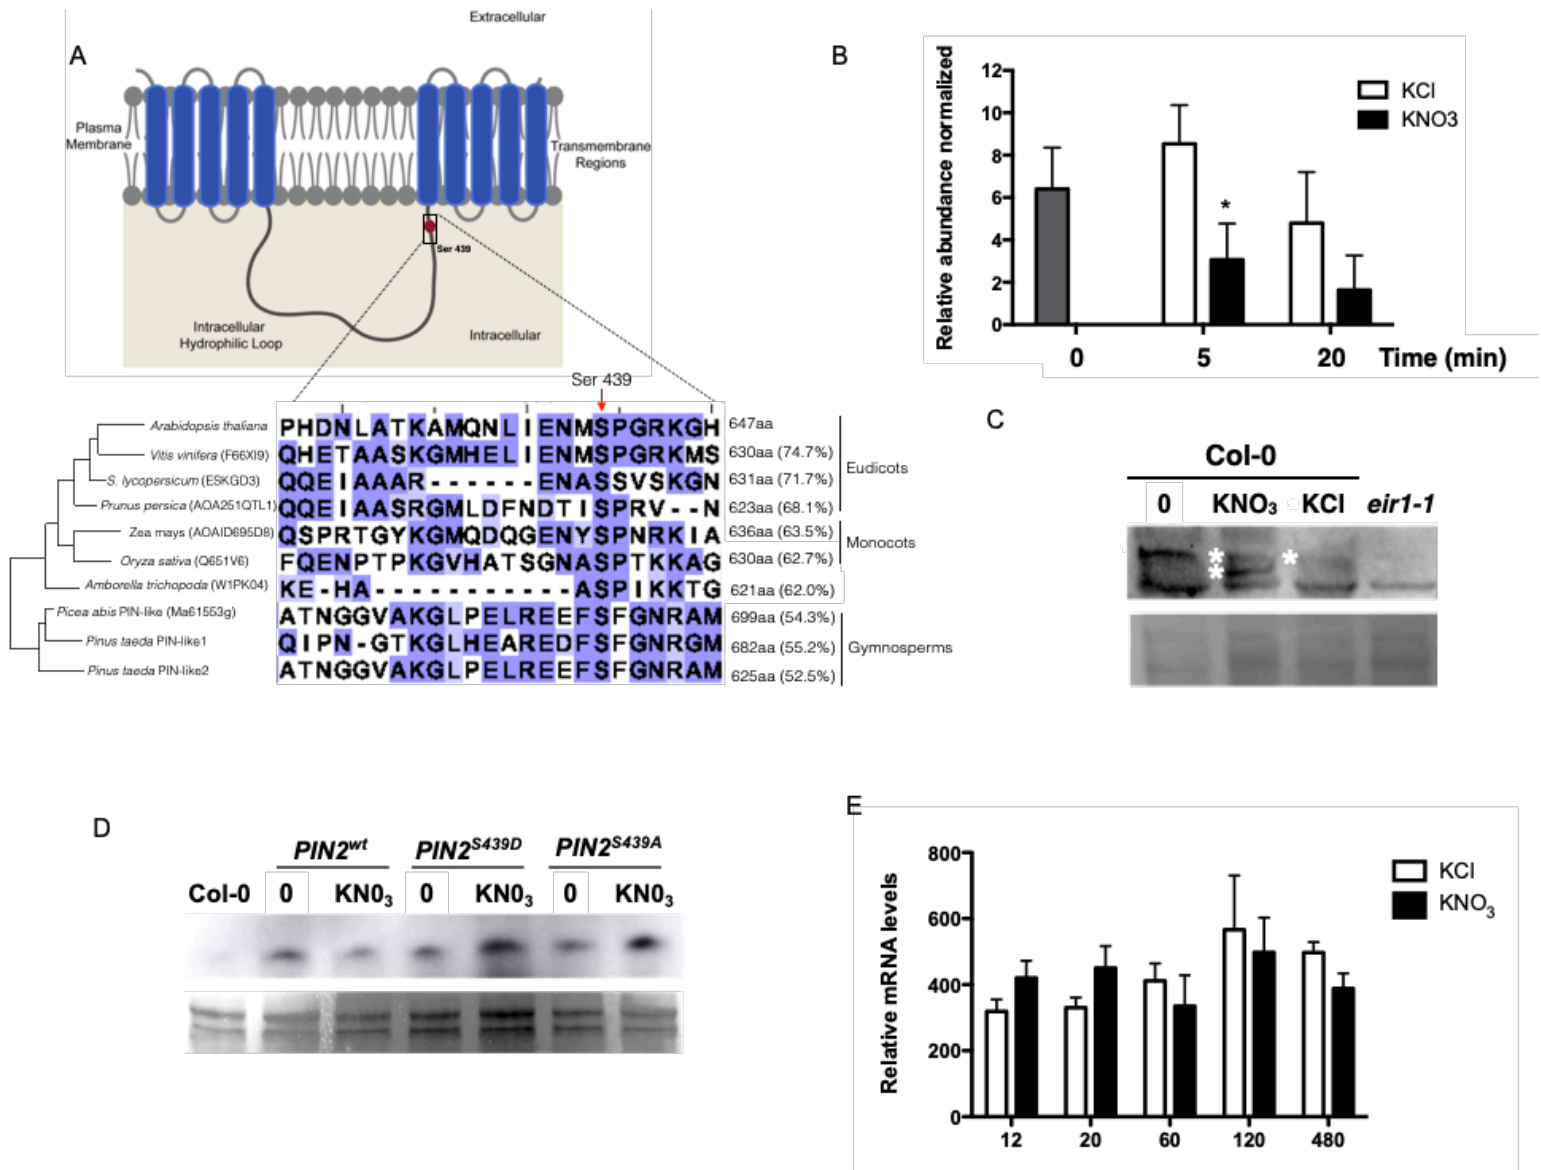 A
Extracellular
Plasma
Membrane
Transmembrane
Regions
Ser 439
Intracellular
Hydrophilic Loop
Intracellular
Ser 439
Arabidopsis thaliana PHDNLATKAMQNLIENMSPGRKGH 647aa
Vitis vinifera (F66XI9) QHETAASKGMHELIENMSPGRKMS 630aa (74.7%)
S. lycopersicum (ESKGD3) QQEIAAAR------ENASSVSKGN 631aa (71.7%)
Prunus persica (AOA251QTL1) QQEIAASRGMLDFNDTISPRV--N 623aa (68.1%)
Zea mays (AOAID695D8) QSPRTGYKGMQDQGENYSPNRKIA 636aa (63.5%)
Oryza sativa (Q651V6) FQENPTPKGVHATSGNASPTKKAG 630aa (62.7%)
Amborella trichopoda (W1PK04) KE-HA-----------ASPIKKTG 621aa (62.0%)
Picea abis PIN-like (Ma61553g) ATNGGVAKGLPELREEFSFGNRAM 699aa (54.3%)
Pinus taeda PIN-like1 QIPN-GTKGLHEAREDFSFGNRGM 682aa (55.2%)
Pinus taeda PIN-like2 ATNGGVAKGLPELREEFSFGNRAM 625aa (52.5%)
Eudicots
Monocots
Gymnosperms
B
Relative abundance normalized
12
10
8
6
4
2
0
*
KCl
KNO3
0 5 20 Time (min)
C
Col-0
0 KNO3 KCl eir1-1
* *
*
D
PIN2wt PIN2S439D PIN2S439A
Col-0 0 KN03 0 KN03 0 KN03
E
Relative mRNA levels
800
600
400
200
0
KCl
KNO3
12 20 60 120 480